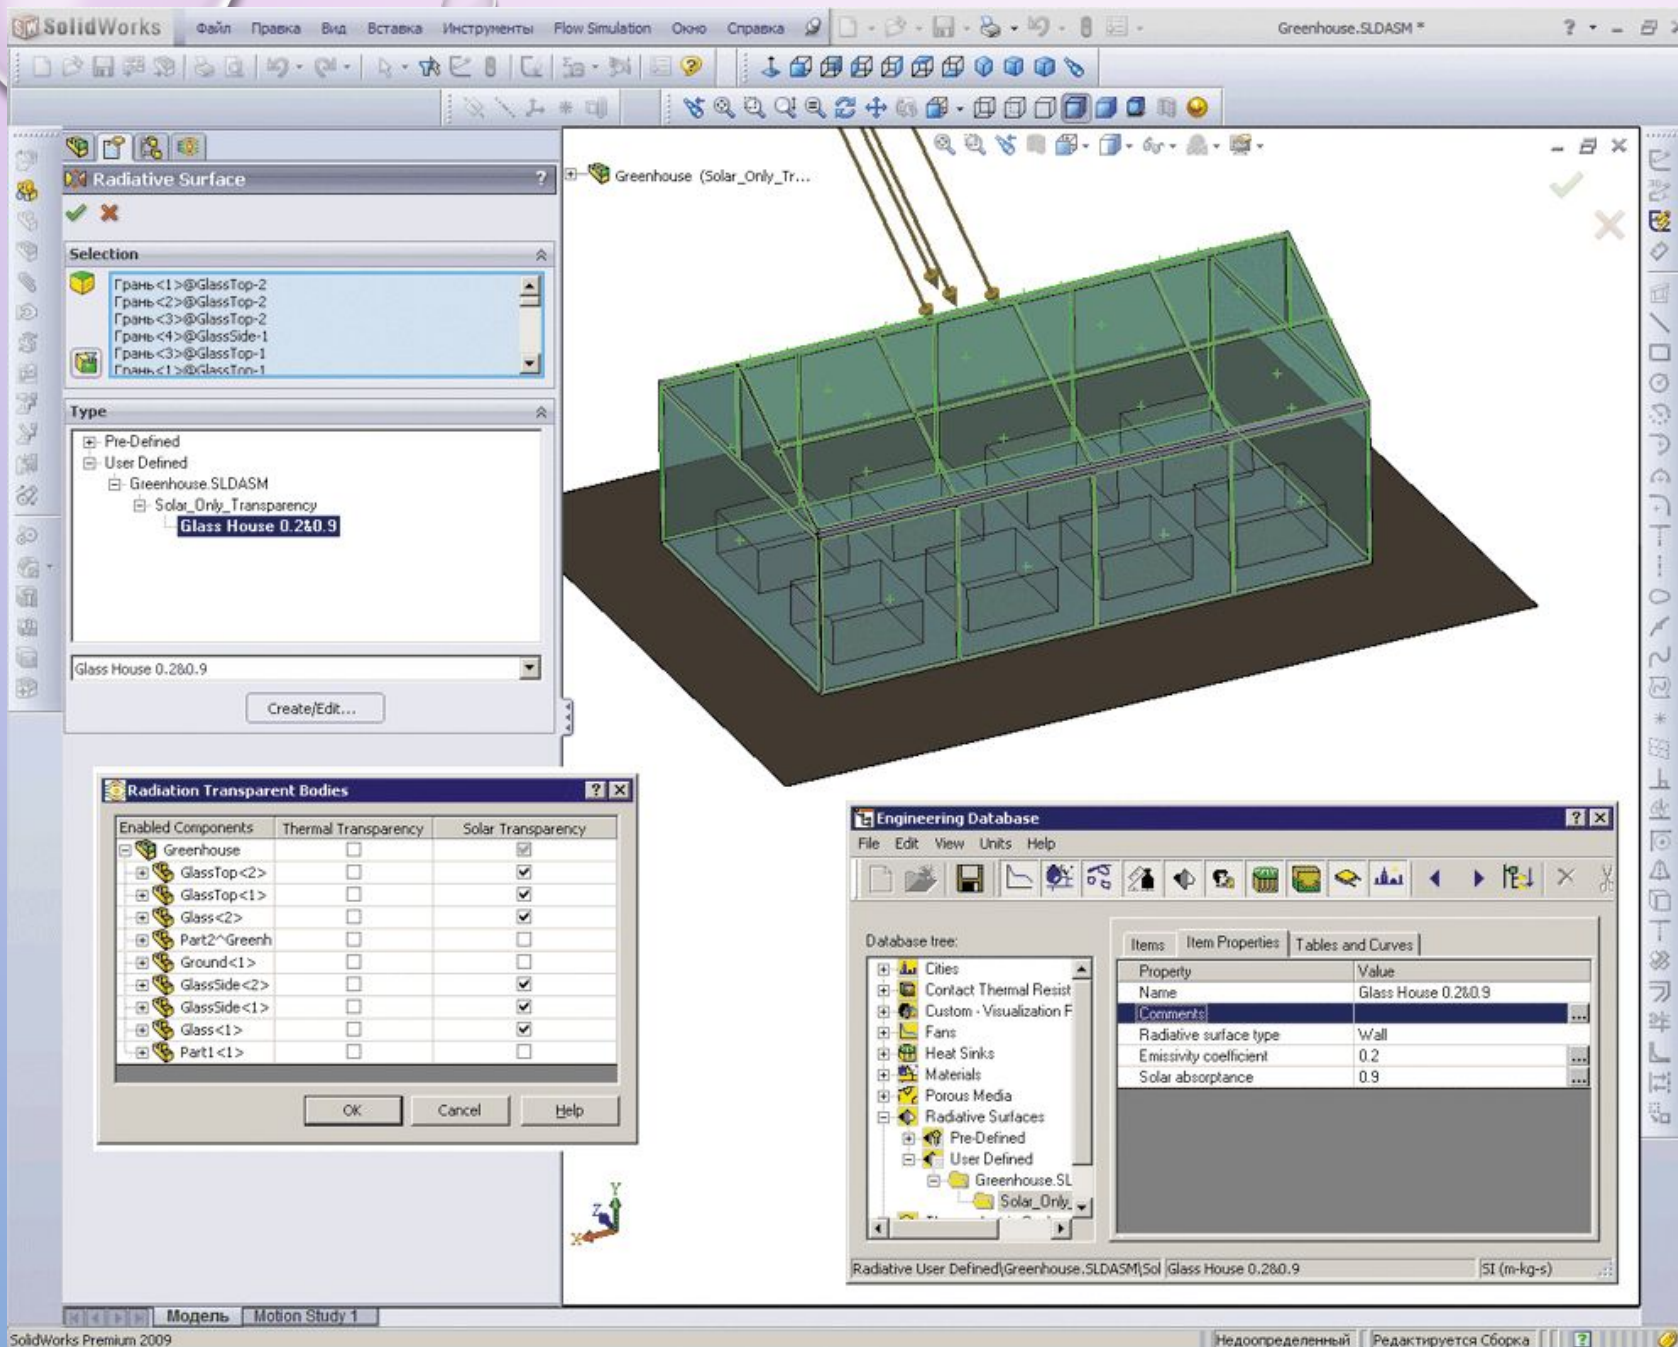 SolidWorks Файл Правка Вид Вставка Инструменты Flow Simulation Окно Справка Greenhouse.SLDASM *
Radiative Surface ?
Greenhouse (Solar_Only_Tr...
Selection
Грань<1>@GlassTop-2
Грань<2>@GlassTop-2
Грань<3>@GlassTop-2
Грань<4>@GlassSide-1
Грань<3>@GlassTop-1
Грань<1>@GlassTop-1
Type
Pre-Defined
User Defined
Greenhouse.SLDASM
Solar_Only_Transparency
Glass House 0.2&0.9
Glass House 0.2&0.9
Create/Edit...
Radiation Transparent Bodies
Enabled Components Thermal Transparency Solar Transparency
Greenhouse
GlassTop<2>
GlassTop<1>
Glass<2>
Part2^Greenh
Ground<1>
GlassSide<2>
GlassSide<1>
Glass<1>
Part1<1>
OK Cancel Help
Y
Z
X
Engineering Database
File Edit View Units Help
Database tree:
Cities
Contact Thermal Resist
Custom - Visualization F
Fans
Heat Sinks
Materials
Porous Media
Radiative Surfaces
Pre-Defined
User Defined
Greenhouse.SL
Solar_Only_
Items Item Properties Tables and Curves
Property Value
Name Glass House 0.2&0.9
Comments ...
Radiative surface type Wall
Emissivity coefficient 0.2 ...
Solar absorptance 0.9 ...
Radiative User Defined\Greenhouse.SLDASM\Sol Glass House 0.2&0.9 SI (m-kg-s)
Модель Motion Study 1
SolidWorks Premium 2009 Недоопределенный Редактируется Сборка ?